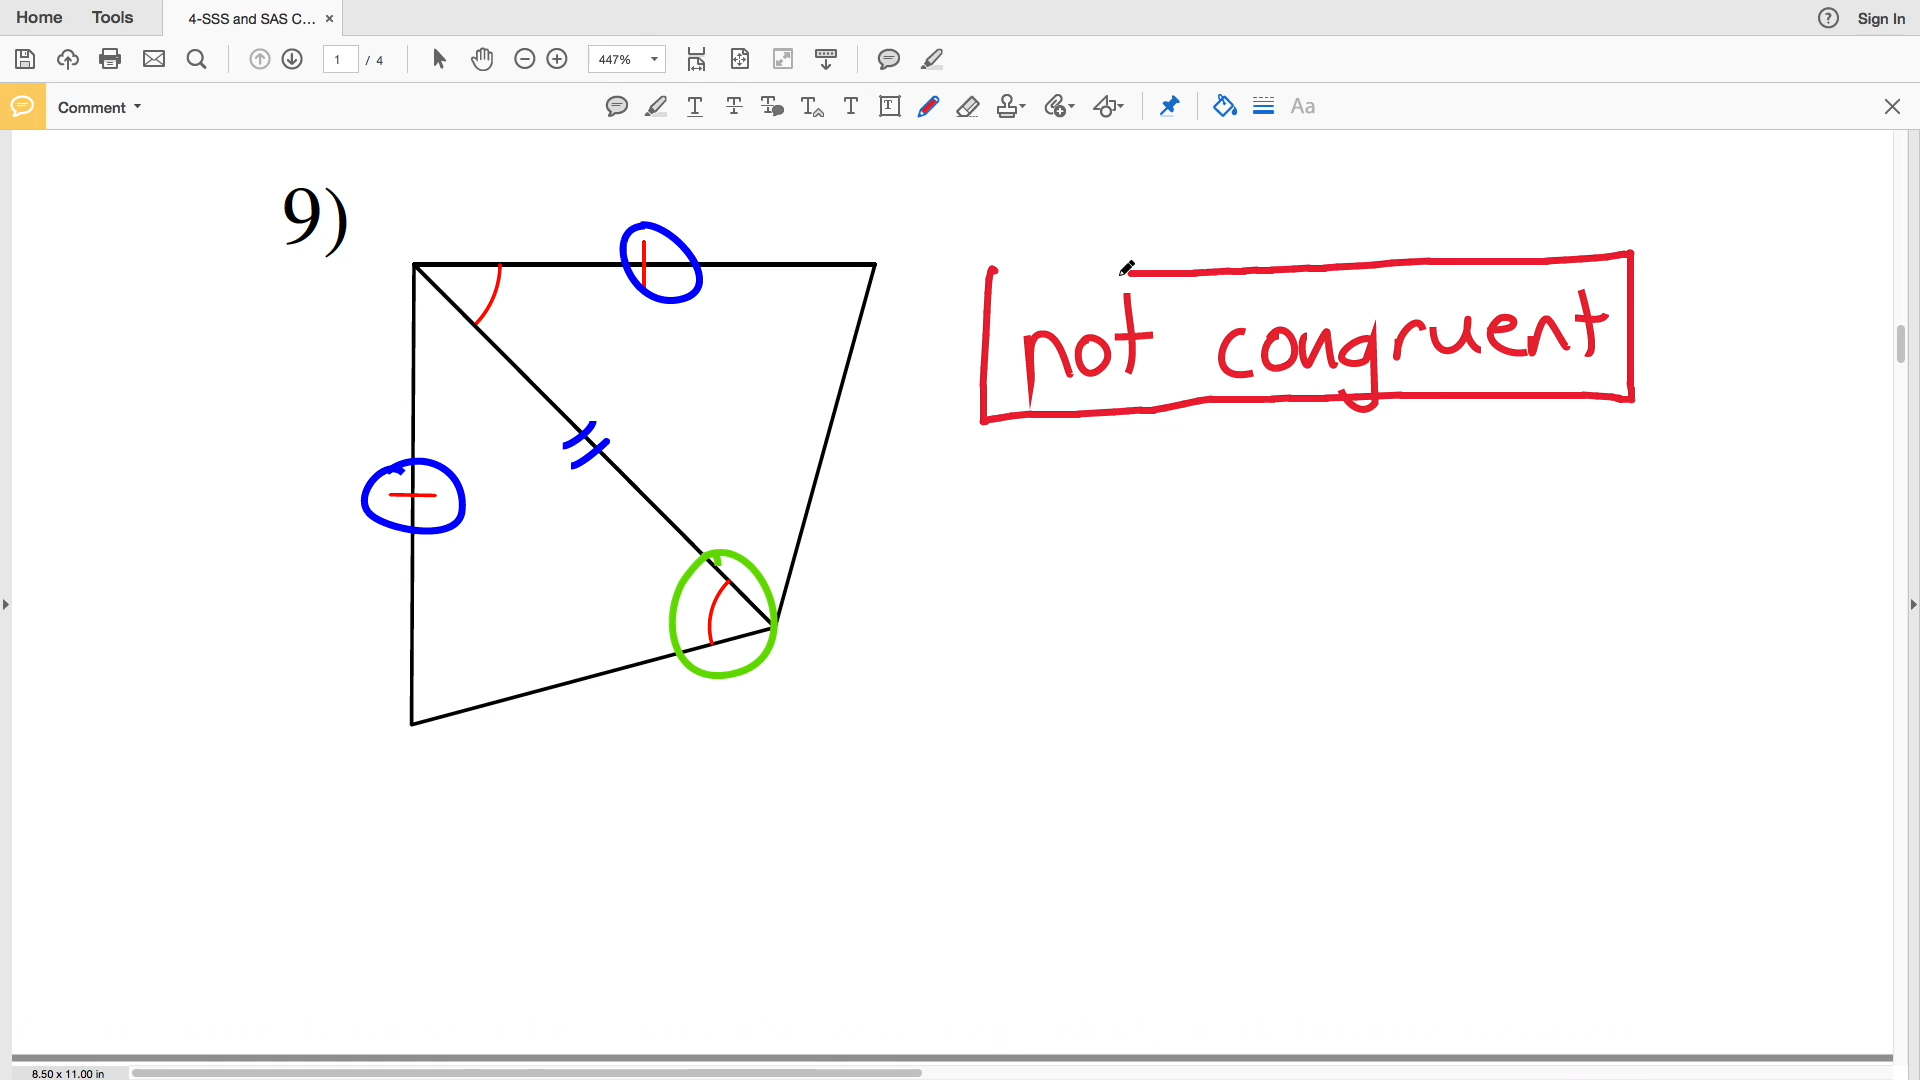 Home Tools 4-SSS and SAS C... × ? Sign In
1 / 4 447%
Comment T T T T T T Aa
9)
not congruent
8.50 x 11.00 in